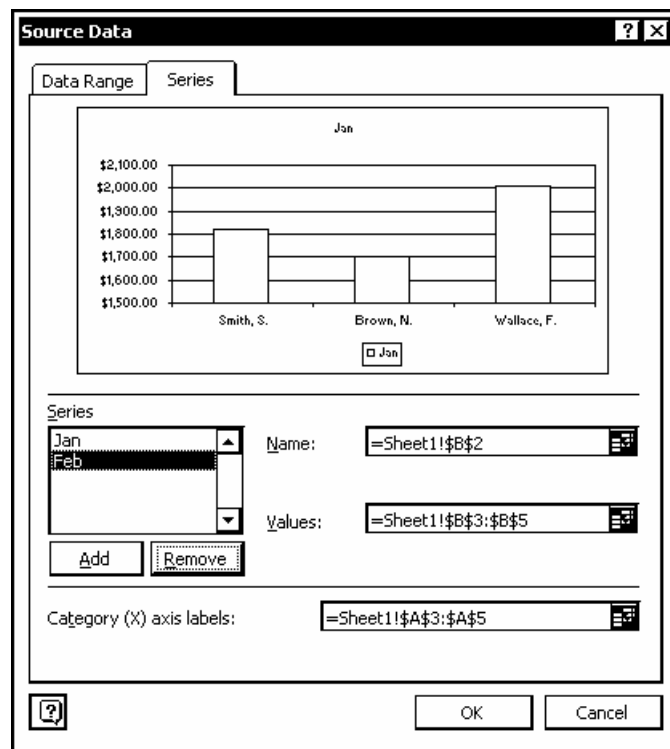 Source Data
Data Range Series
Jan
$2,100.00
$2,000.00
$1,900.00
$1,800.00
$1,700.00
$1,600.00
$1,500.00
Smith, S. Brown, N. Wallace, F.
Jan
Series
Jan
Feb
Name: =Sheet1!$B$2
Values: =Sheet1!$B$3:$B$5
Add Remove
Category (X) axis labels: =Sheet1!$A$3:$A$5
OK Cancel